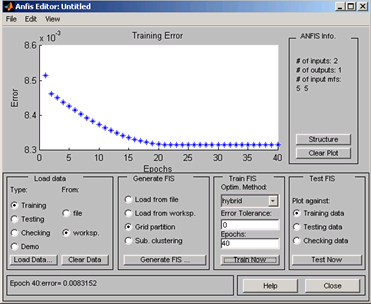 Anfis Editor: Untitled
File Edit View
Training Error
x 10^-3
8.6
8.5
8.4
8.3
Error
0 5 10 15 20 25 30 35 40
Epochs
ANFIS Info.
# of inputs: 2
# of outputs: 1
# of input mfs:
5 5
Structure
Clear Plot
Load data
Type: From:
Training
Testing
Checking
Demo
file
worksp.
Load Data... Clear Data
Generate FIS
Load from file
Load from worksp.
Grid partition
Sub. clustering
Generate FIS ...
Train FIS
Optim. Method:
hybrid
Error Tolerance:
0
Epochs:
40
Train Now
Test FIS
Plot against:
Training data
Testing data
Checking data
Test Now
Epoch 40:error= 0.0083152
Help
Close